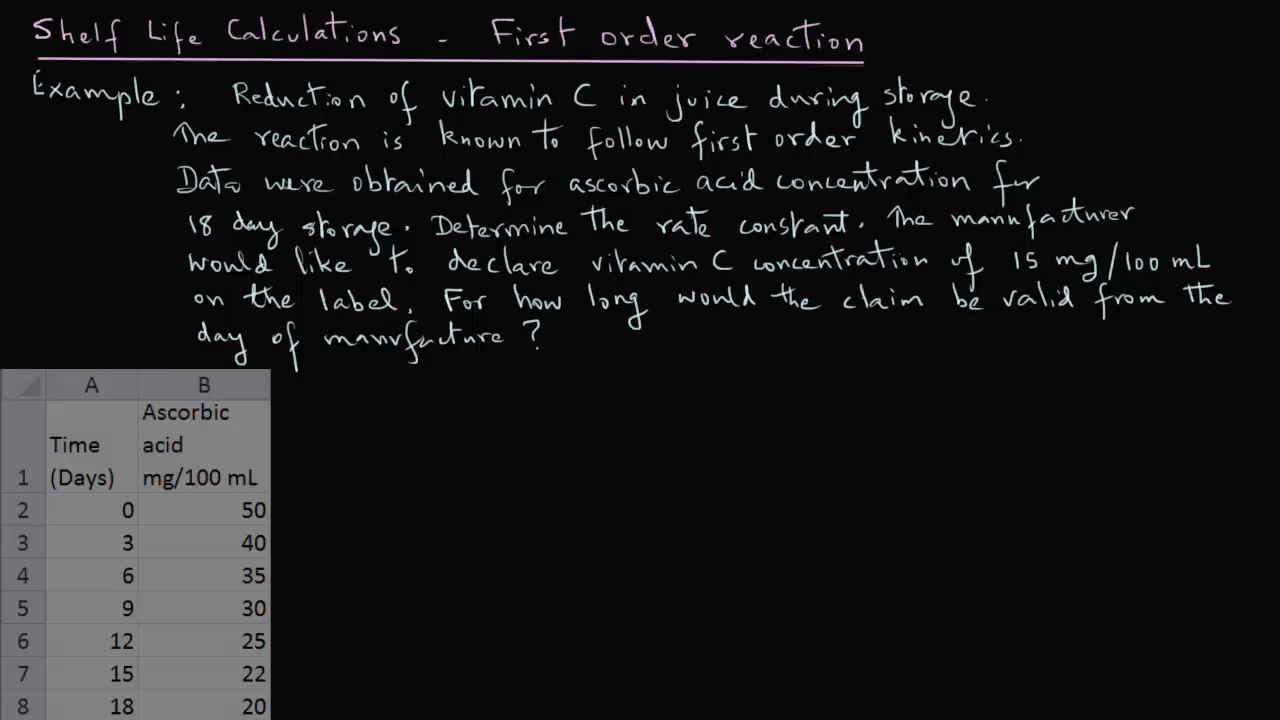 Shelf Life Calculations - First order reaction
Example : Reduction of vitamin C in juice during storage.
The reaction is known to follow first order kinetics.
Data were obtained for ascorbic acid concentration for
18 day storage. Determine the rate constant. The manufacturer
would like to declare vitamin C concentration of 15 mg/100 mL
on the label. For how long would the claim be valid from the
day of manufacture ?
A B
1 Time (Days) Ascorbic acid mg/100 mL
2 0 50
3 3 40
4 6 35
5 9 30
6 12 25
7 15 22
8 18 20